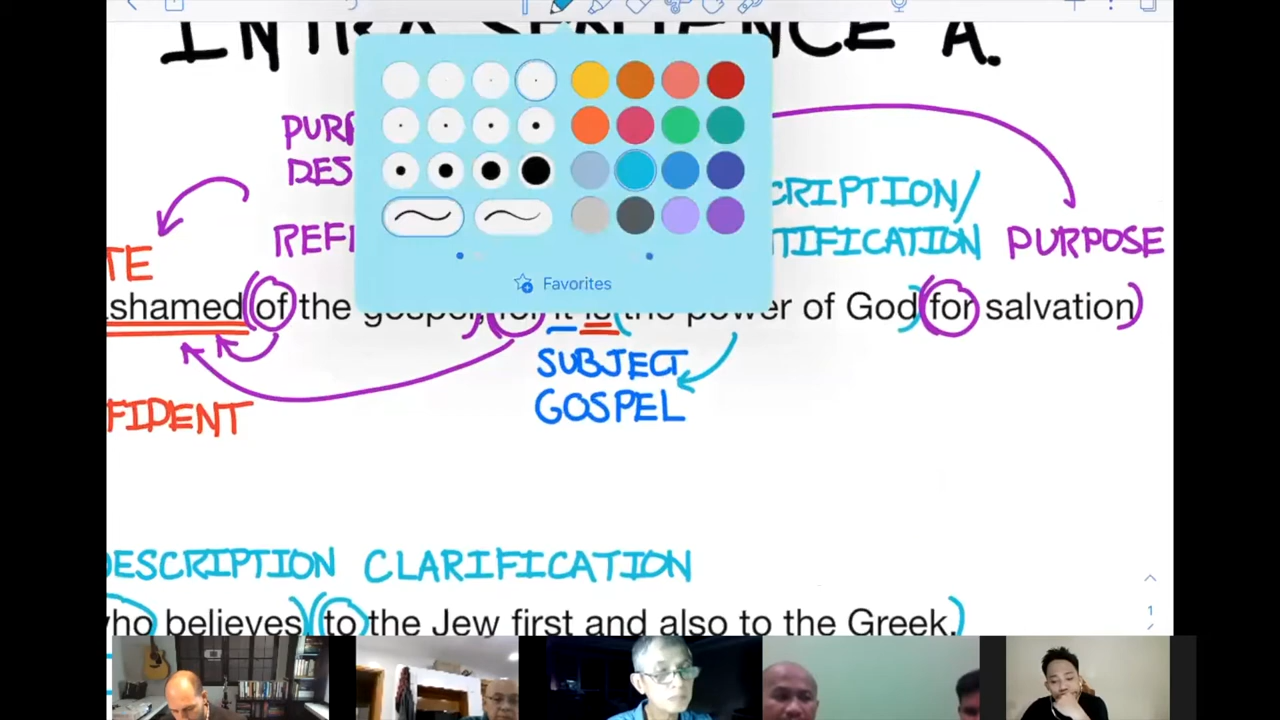 INTRA SENTENCE A.
PURP
DES
CRIPTION/
REFI
TIFICATION PURPOSE
TE
shamed (of the gospel,) for it is (the power of God) (for salvation)
SUBJECT
GOSPEL
FIDENT
Favorites
DESCRIPTION CLARIFICATION
who believes) (to the Jew first and also to the Greek.)
1